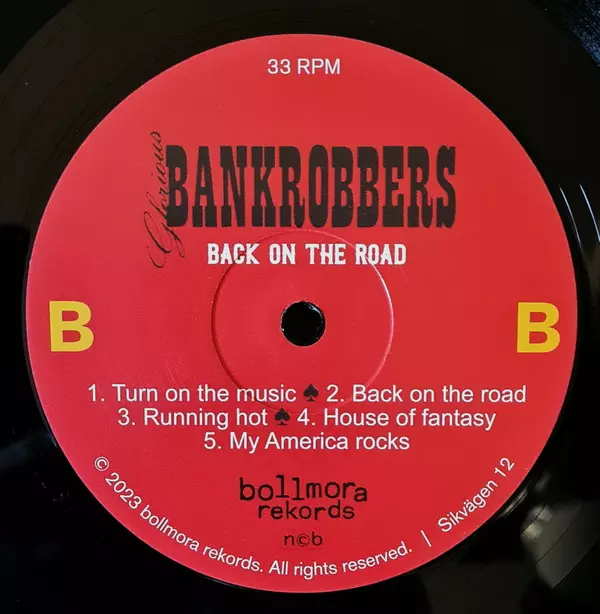 33 RPM
Glorious
BANKROBBERS
BACK ON THE ROAD
B
B
1. Turn on the music ♠ 2. Back on the road
3. Running hot ♠ 4. House of fantasy
5. My America rocks
bollmora
rekords
n©b
© 2023 bollmora rekords. All rights reserved. | Sikvägen 12